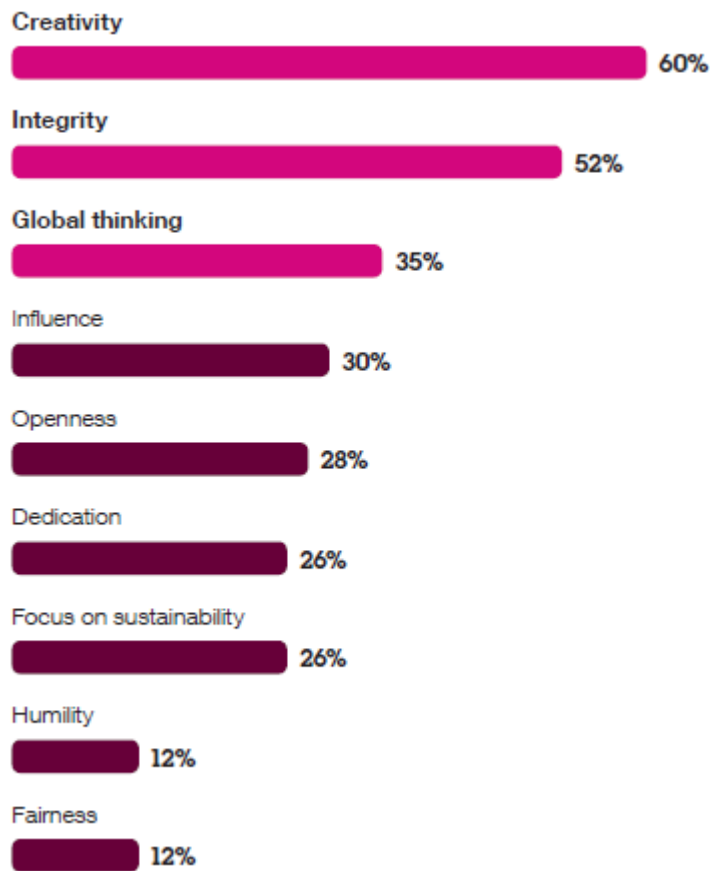 Creativity
60%
Integrity
52%
Global thinking
35%
Influence
30%
Openness
28%
Dedication
26%
Focus on sustainability
26%
Humility
12%
Fairness
12%